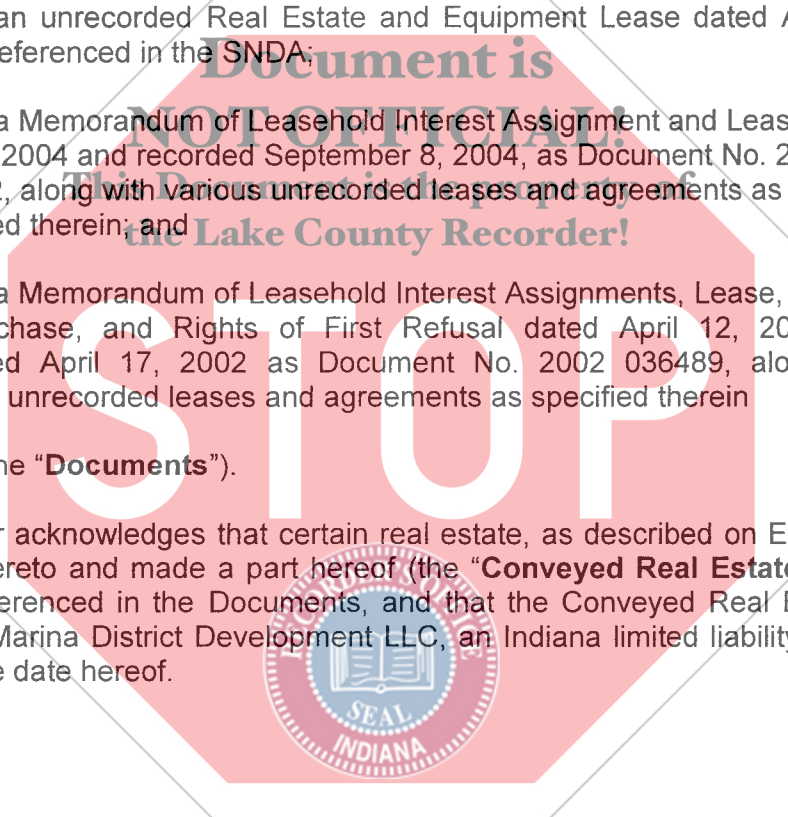 an unrecorded Real Estate and Equipment Lease dated
eferenced in the SNDA;
Document is
NOT OFFICIAL!
a Memorandum of Leasehold Interest Assignment and Leas
2004 and recorded September 8, 2004, as Document No. 2
, along with various unrecorded leases and agreements as
This Document is the property of
ed therein; and
the Lake County Recorder!
a Memorandum of Leasehold Interest Assignments, Lease,
chase, and Rights of First Refusal dated April 12, 20
ed April 17, 2002 as Document No. 2002 036489, alo
unrecorded leases and agreements as specified therein
STOP
ne “Documents”).
r acknowledges that certain real estate, as described on E
ereto and made a part hereof (the “Conveyed Real Estate
erenced in the Documents, and that the Conveyed Real E
Marina District Development LLC, an Indiana limited liability
e date hereof.
RECORDER'S OFFICE
SEAL
INDIANA